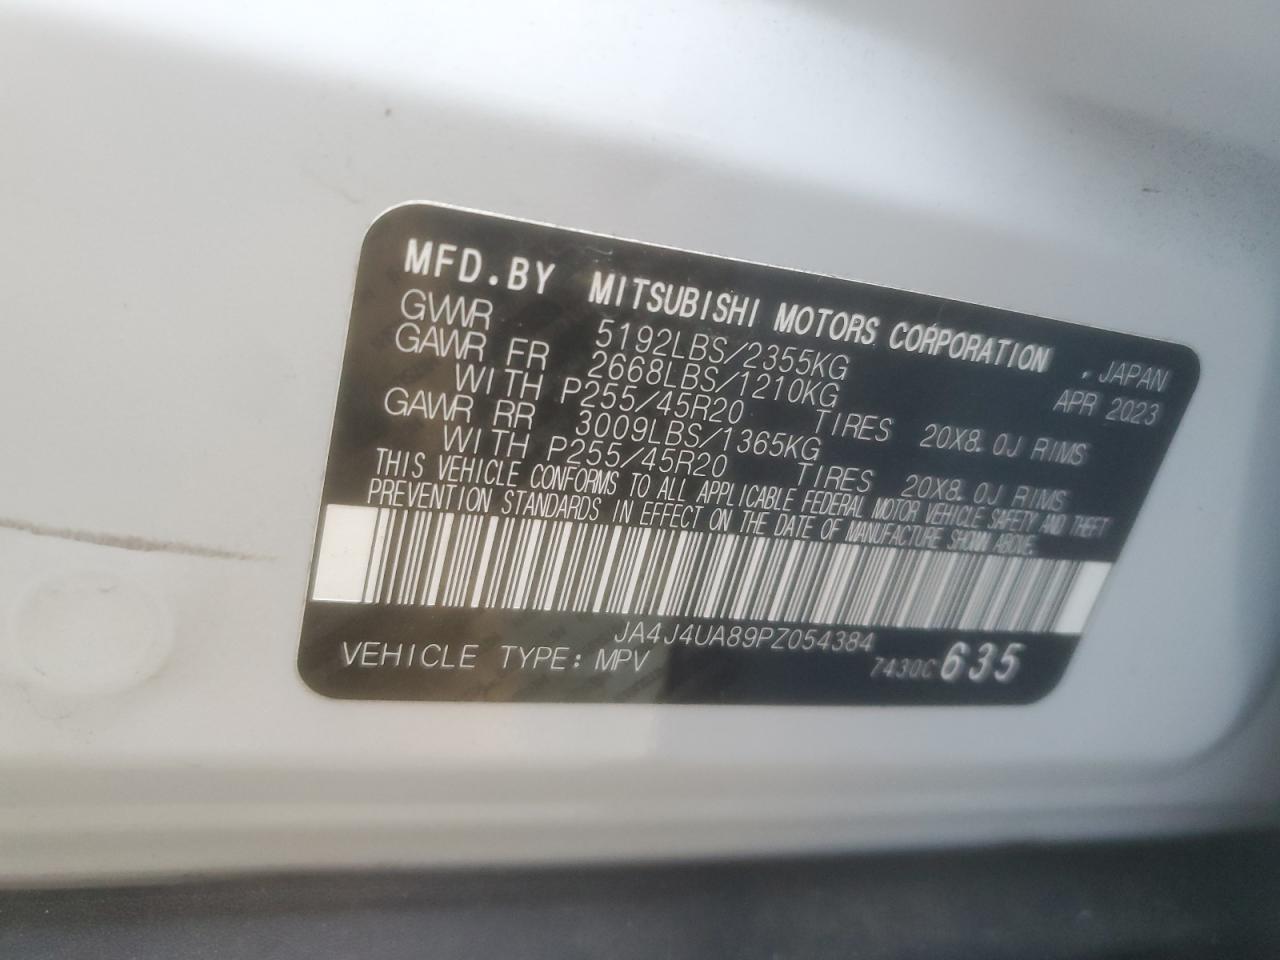 MFD.BY MITSUBISHI MOTORS CORPORATION . JAPAN
GVWR 5192LBS/2355KG APR 2023
GAWR FR 2668LBS/1210KG
WITH P255/45R20 TIRES 20X8.0J RIMS
GAWR RR 3009LBS/1365KG
WITH P255/45R20 TIRES 20X8.0J RIMS
THIS VEHICLE CONFORMS TO ALL APPLICABLE FEDERAL MOTOR VEHICLE SAFETY AND THEFT
PREVENTION STANDARDS IN EFFECT ON THE DATE OF MANUFACTURE SHOWN ABOVE.
JA4J4UA89PZ054384
VEHICLE TYPE: MPV 7430C 635